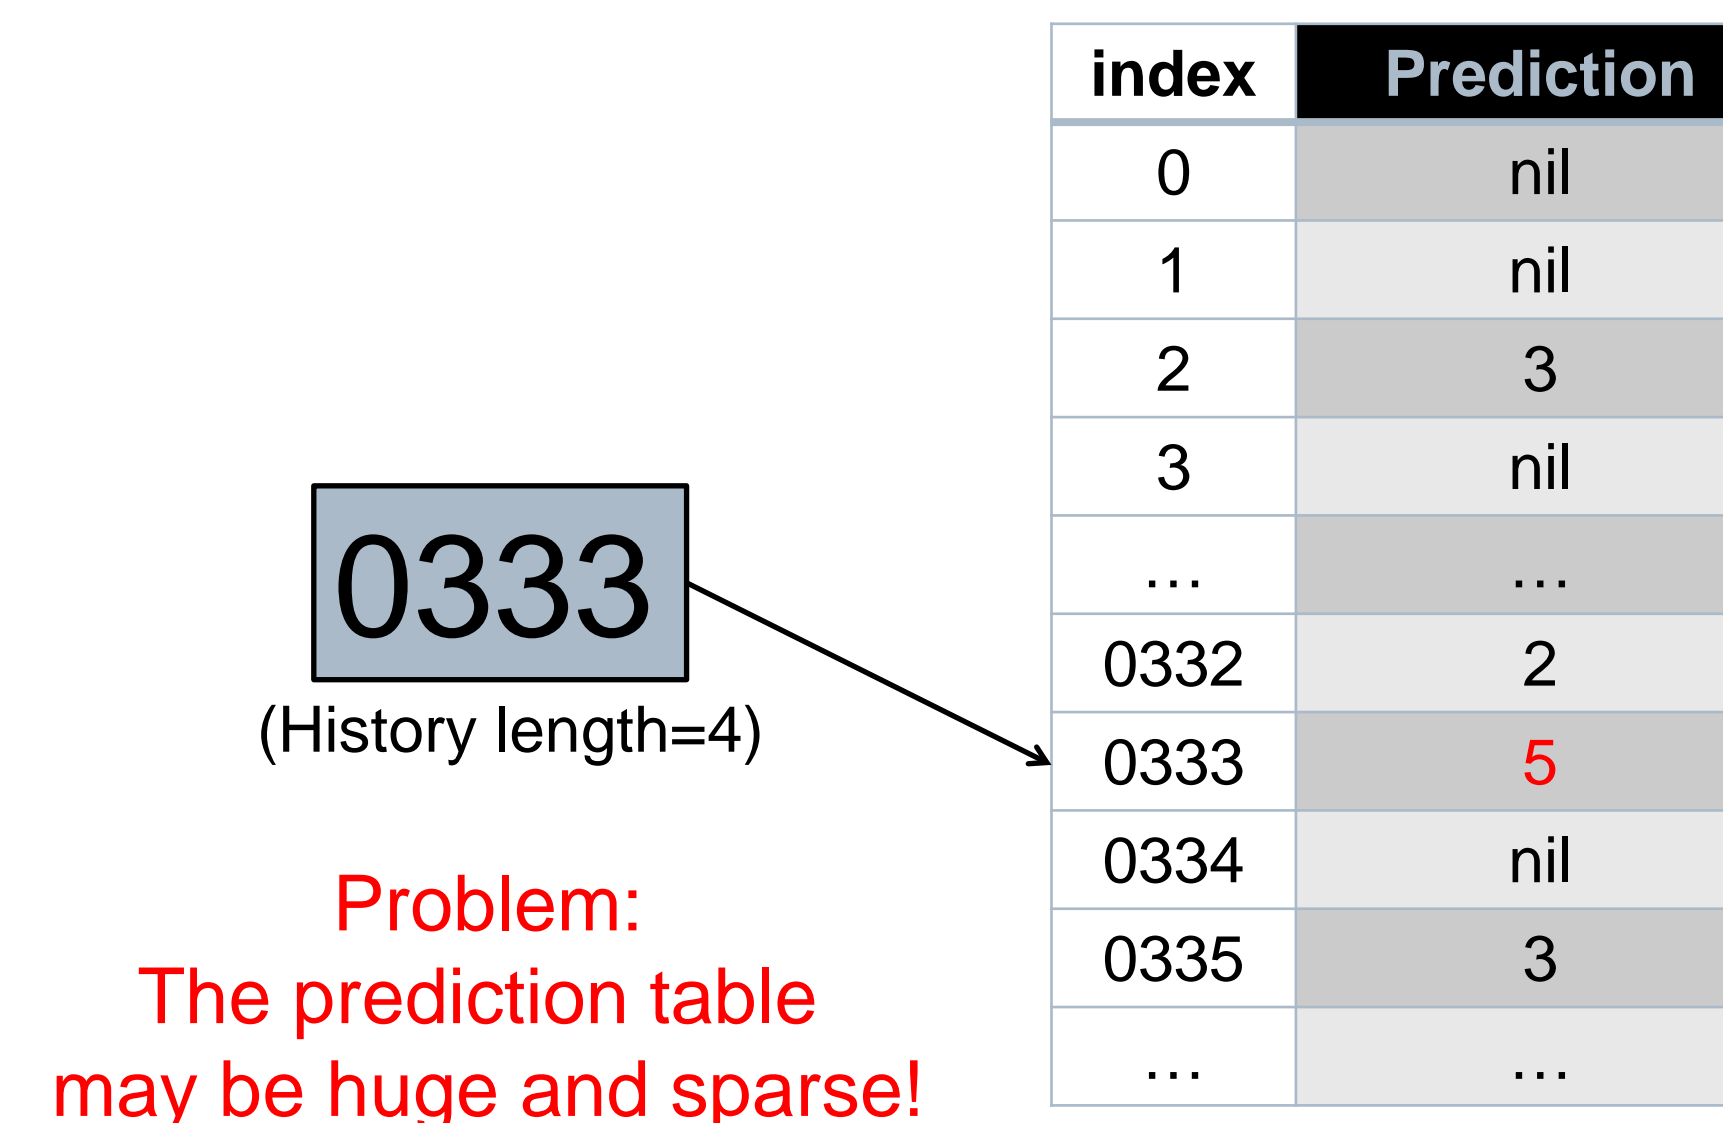 index Prediction
0 nil
1 nil
2 3
3 nil
… …
0332 2
0333 5
0334 nil
0335 3
… …
0333
(History length=4)
Problem:
The prediction table
may be huge and sparse!